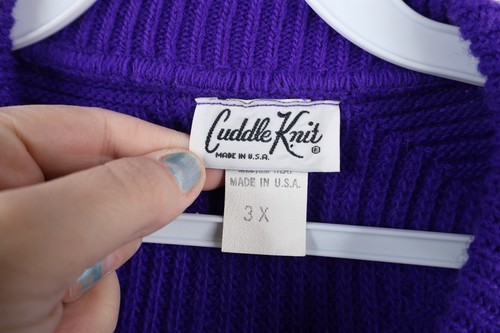 Cuddle Knit ®
MADE IN U.S.A.
MADE IN U.S.A.
3 X